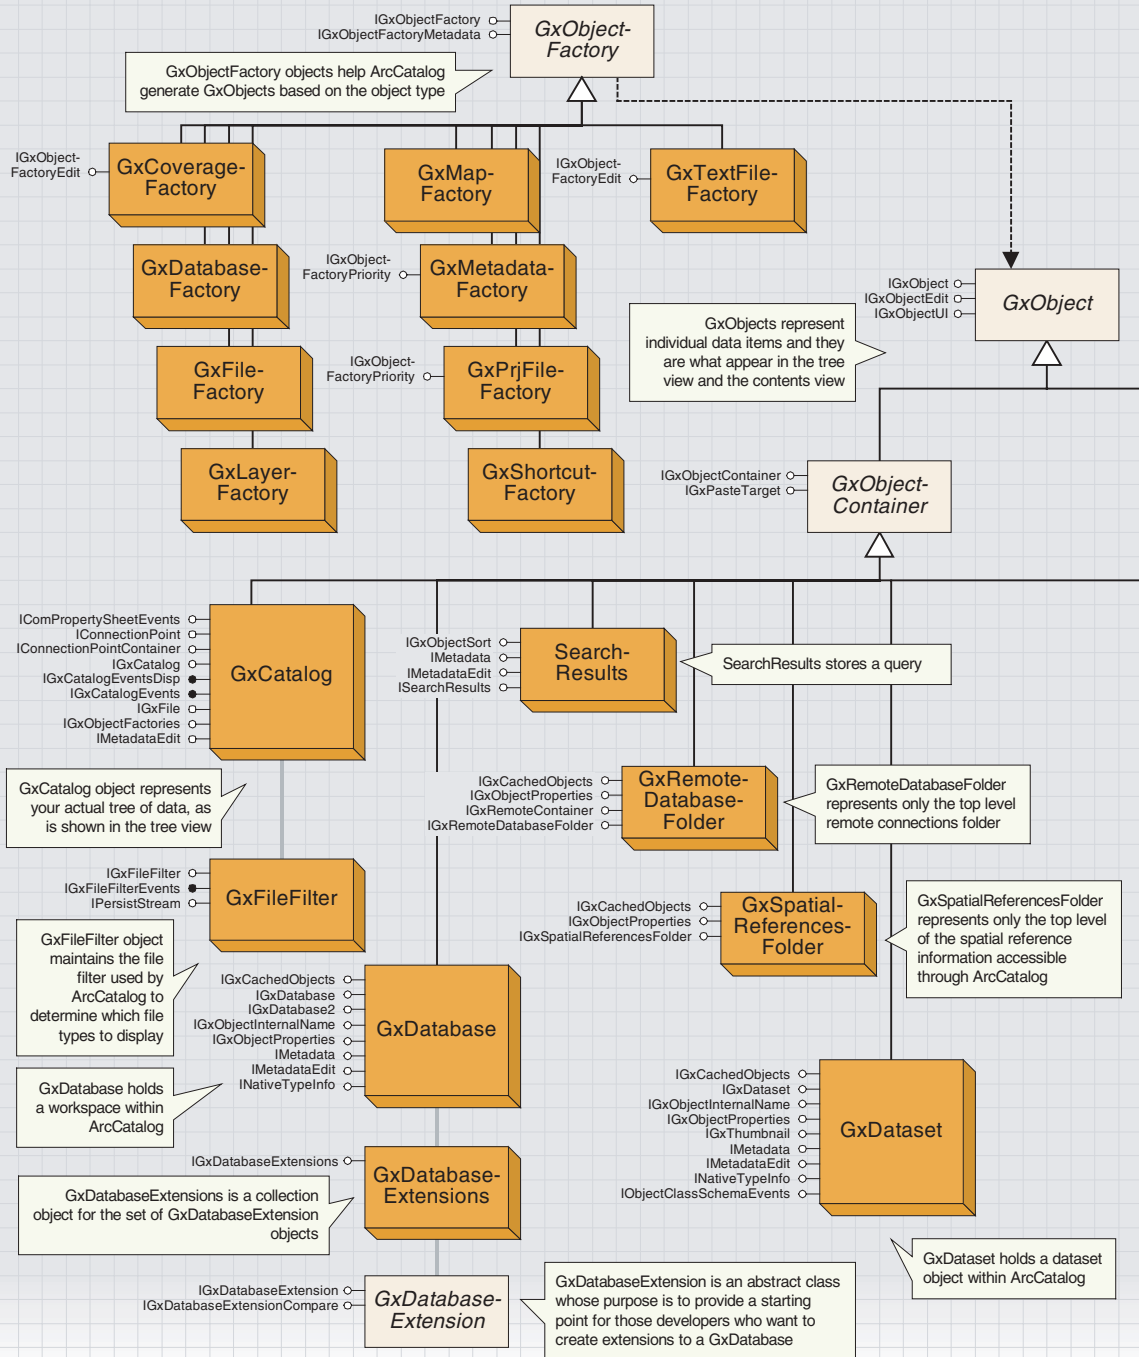 IGxObjectFactory
IGxObjectFactoryMetadata
GxObject-
Factory
GxObjectFactory objects help ArcCatalog
generate GxObjects based on the object type
IGxObject-
FactoryEdit
GxCoverage-
Factory
GxMap-
Factory
IGxObject-
FactoryEdit
GxTextFile-
Factory
GxDatabase-
Factory
IGxObject-
FactoryPriority
GxMetadata-
Factory
IGxObject
IGxObjectEdit
IGxObjectUI
GxObject
GxObjects represent
individual data items and they
are what appear in the tree
view and the contents view
GxFile-
Factory
IGxObject-
FactoryPriority
GxPrjFile-
Factory
GxLayer-
Factory
GxShortcut-
Factory
IGxObjectContainer
IGxPasteTarget
GxObject-
Container
IComPropertySheetEvents
IConnectionPoint
IConnectionPointContainer
IGxCatalog
IGxCatalogEventsDisp
IGxCatalogEvents
IGxFile
IGxObjectFactories
IMetadataEdit
GxCatalog
IGxObjectSort
IMetadata
IMetadataEdit
ISearchResults
Search-
Results
SearchResults stores a query
GxCatalog object represents
your actual tree of data, as
is shown in the tree view
IGxCachedObjects
IGxObjectProperties
IGxRemoteContainer
IGxRemoteDatabaseFolder
GxRemote-
Database-
Folder
GxRemoteDatabaseFolder
represents only the top level
remote connections folder
IGxFileFilter
IGxFileFilterEvents
IPersistStream
GxFileFilter
IGxCachedObjects
IGxObjectProperties
IGxSpatialReferencesFolder
GxSpatial-
References-
Folder
GxSpatialReferencesFolder
represents only the top level
of the spatial reference
information accessible
through ArcCatalog
GxFileFilter object
maintains the file
filter used by
ArcCatalog to
determine which file
types to display
IGxCachedObjects
IGxDatabase
IGxDatabase2
IGxObjectInternalName
IGxObjectProperties
IMetadata
IMetadataEdit
INativeTypeInfo
GxDatabase
GxDatabase holds
a workspace within
ArcCatalog
IGxCachedObjects
IGxDataset
IGxObjectInternalName
IGxObjectProperties
IGxThumbnail
IMetadata
IMetadataEdit
INativeTypeInfo
IObjectClassSchemaEvents
GxDataset
IGxDatabaseExtensions
GxDatabase-
Extensions
GxDatabaseExtensions is a collection
object for the set of GxDatabaseExtension
objects
GxDataset holds a dataset
object within ArcCatalog
IGxDatabaseExtension
IGxDatabaseExtensionCompare
GxDatabase-
Extension
GxDatabaseExtension is an abstract class
whose purpose is to provide a starting
point for those developers who want to
create extensions to a GxDatabase